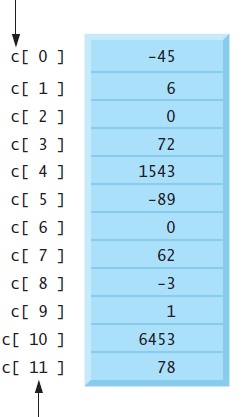 c[ 0 ] -45
c[ 1 ] 6
c[ 2 ] 0
c[ 3 ] 72
c[ 4 ] 1543
c[ 5 ] -89
c[ 6 ] 0
c[ 7 ] 62
c[ 8 ] -3
c[ 9 ] 1
c[ 10 ] 6453
c[ 11 ] 78